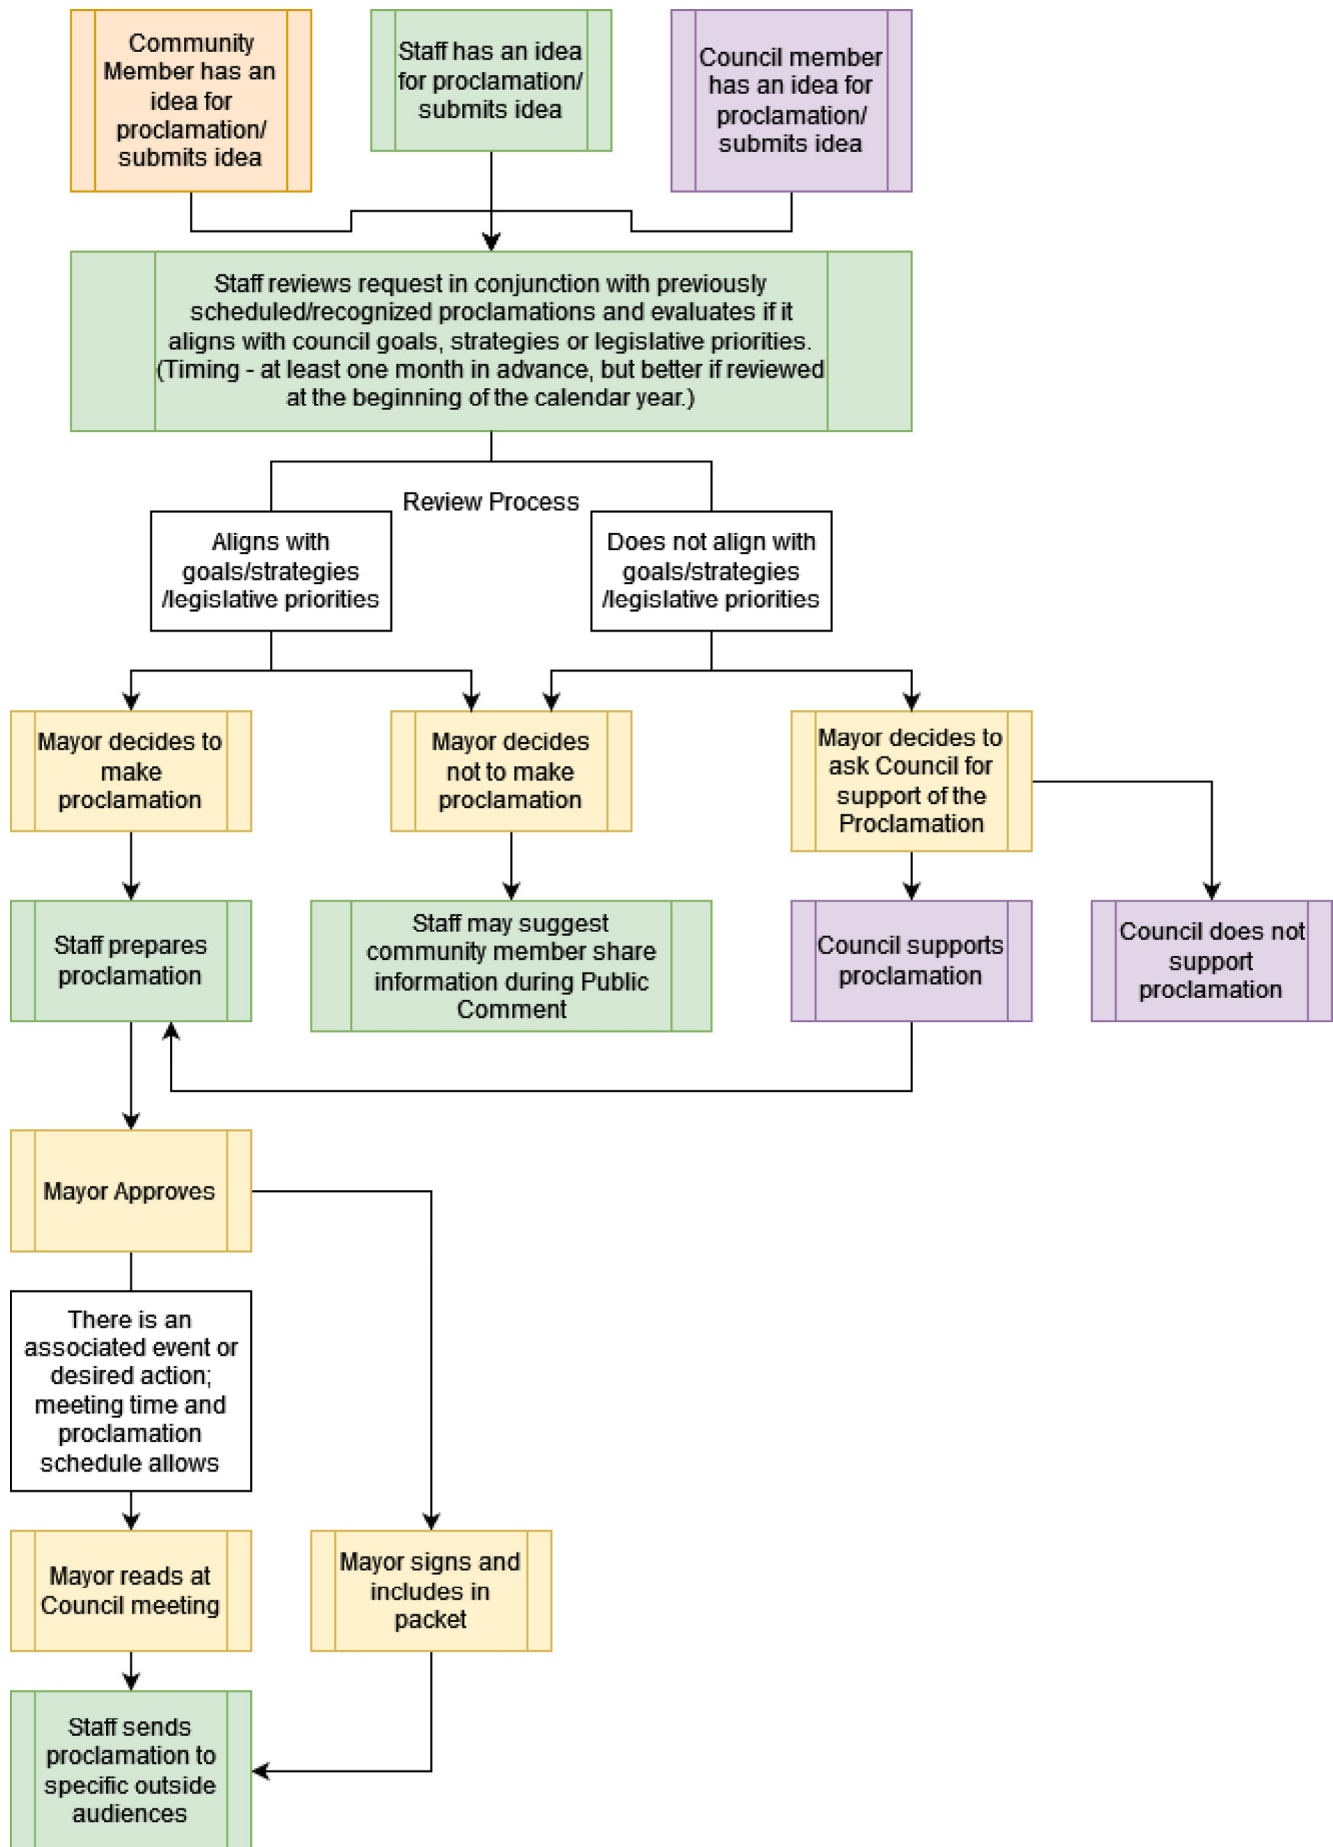 Community
Member has an
idea for
proclamation/
submits idea
Staff has an idea
for proclamation/
submits idea
Council member
has an idea for
proclamation/
submits idea
Staff reviews request in conjunction with previously
scheduled/recognized proclamations and evaluates if it
aligns with council goals, strategies or legislative priorities.
(Timing - at least one month in advance, but better if reviewed
at the beginning of the calendar year.)
Review Process
Aligns with
goals/strategies
/legislative priorities
Does not align with
goals/strategies
/legislative priorities
Mayor decides to
make
proclamation
Mayor decides
not to make
proclamation
Mayor decides to
ask Council for
support of the
Proclamation
Staff prepares
proclamation
Staff may suggest
community member share
information during Public
Comment
Council supports
proclamation
Council does not
support
proclamation
Mayor Approves
There is an
associated event or
desired action;
meeting time and
proclamation
schedule allows
Mayor reads at
Council meeting
Mayor signs and
includes in
packet
Staff sends
proclamation to
specific outside
audiences